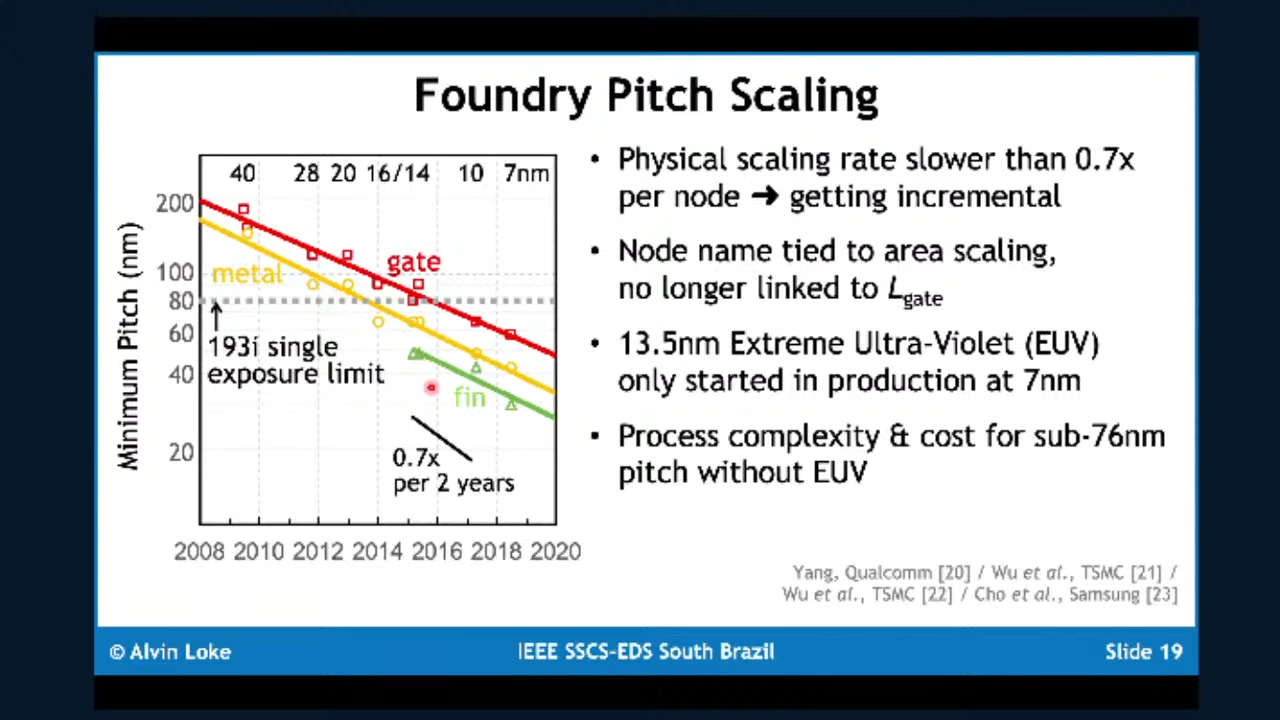 Foundry Pitch Scaling
40 28 20 16/14 10 7nm
200
100
80
60
40
20
Minimum Pitch (nm)
gate
metal
193i single
exposure limit
fin
0.7x
per 2 years
2008 2010 2012 2014 2016 2018 2020
• Physical scaling rate slower than 0.7x
per node ➔ getting incremental
• Node name tied to area scaling,
no longer linked to Lgate
• 13.5nm Extreme Ultra-Violet (EUV)
only started in production at 7nm
• Process complexity & cost for sub-76nm
pitch without EUV
Yang, Qualcomm [20] / Wu et al., TSMC [21] /
Wu et al., TSMC [22] / Cho et al., Samsung [23]
© Alvin Loke
IEEE SSCS-EDS South Brazil
Slide 19